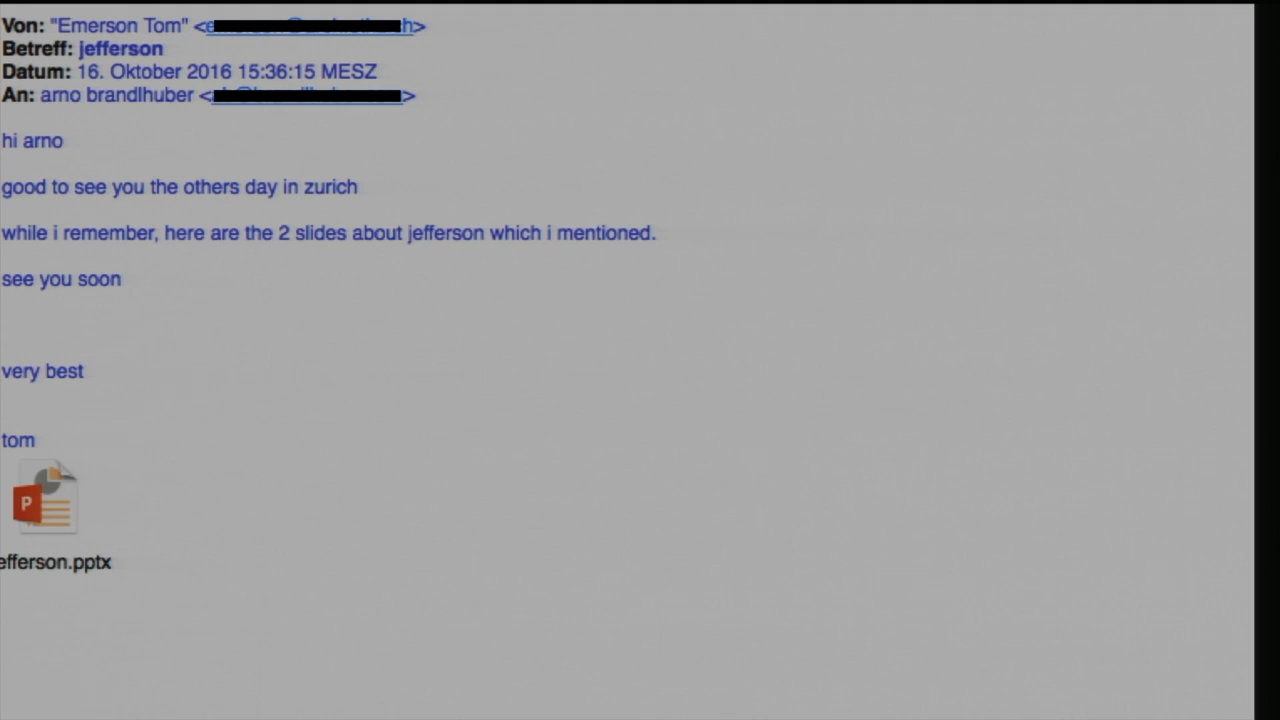 Von: "Emerson Tom" <
Betreff: jefferson
Datum: 16. Oktober 2016 15:36:15 MESZ
An: arno brandlhuber <
hi arno
good to see you the others day in zurich
while i remember, here are the 2 slides about jefferson which i mentioned.
see you soon
very best
tom
P
efferson.pptx